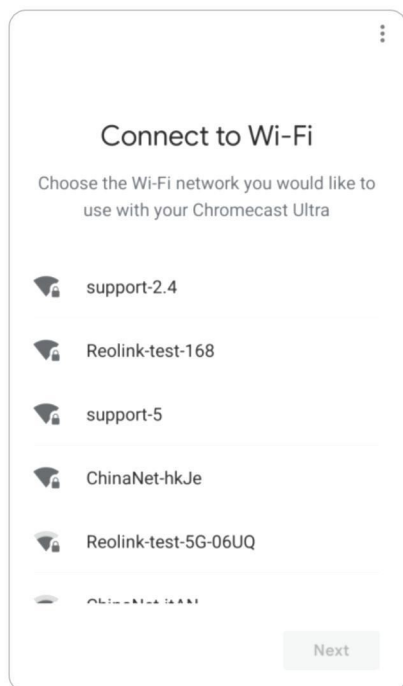 Connect to Wi-Fi
Choose the Wi-Fi network you would like to
use with your Chromecast Ultra
support-2.4
Reolink-test-168
support-5
ChinaNet-hkJe
Reolink-test-5G-06UQ
Next